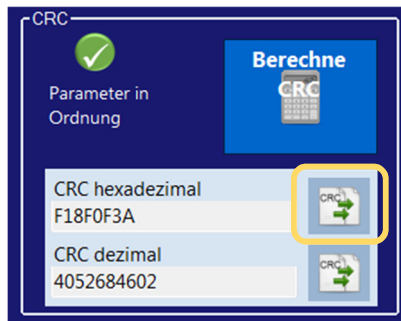 CRC
Parameter in
Ordnung
Berechne
CRC
CRC hexadezimal
F18F0F3A
CRC
CRC dezimal
4052684602
CRC